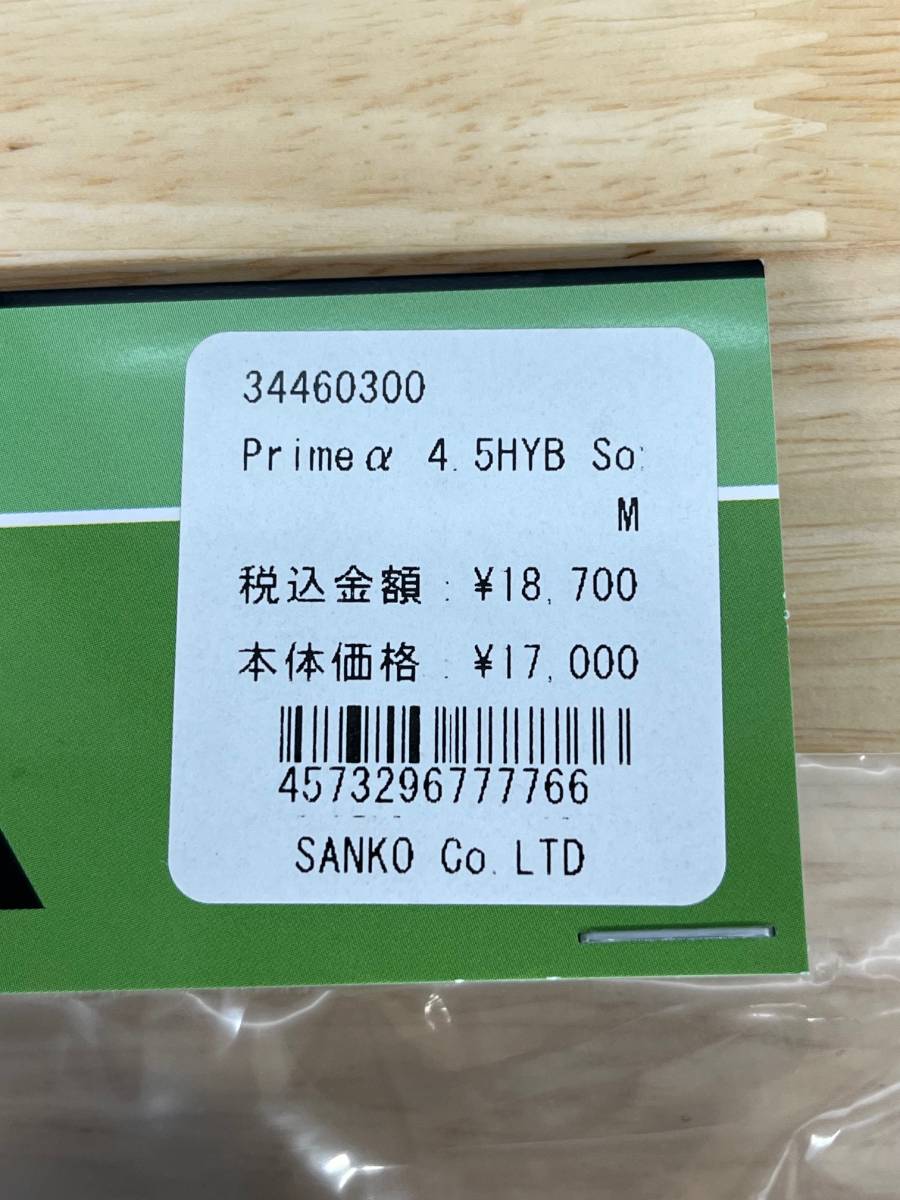 34460300
Primeα 4.5HYB So
M
税込金額：¥18,700
本体価格：¥17,000
4573296777766
SANKO Co.LTD